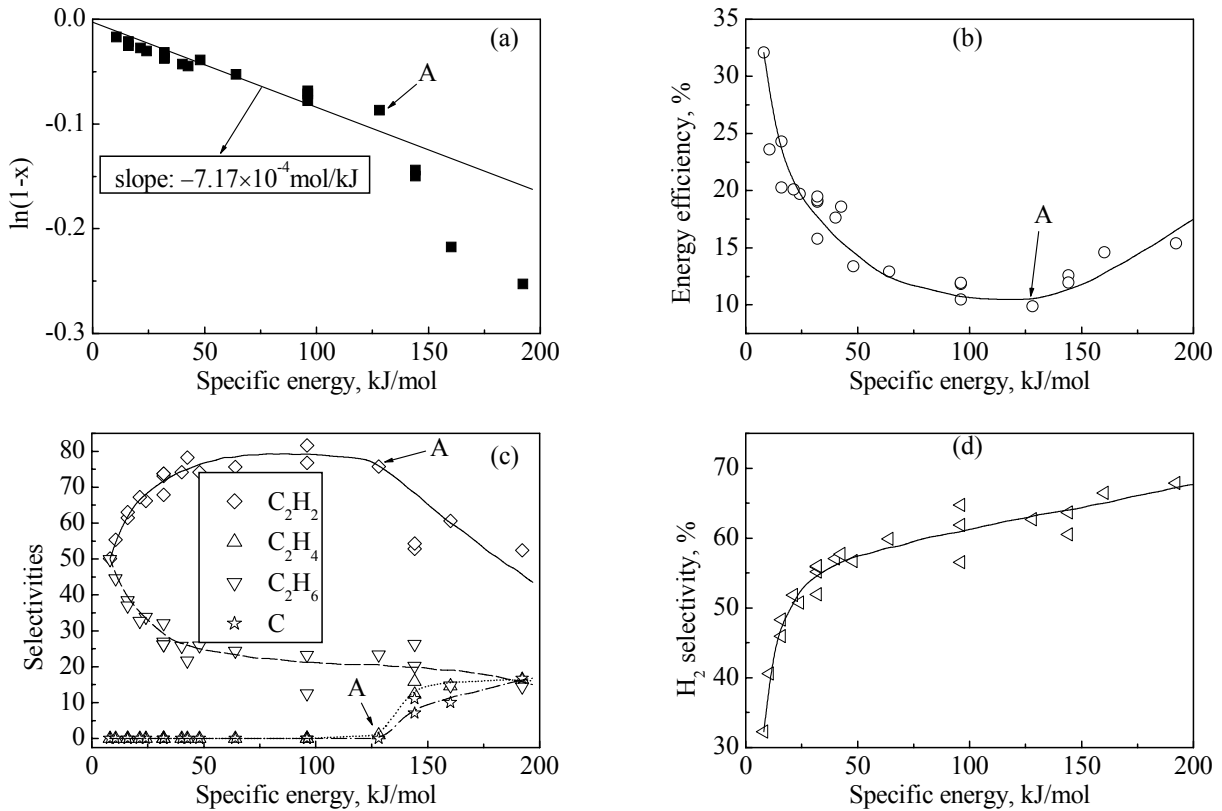 (a)
A
slope: –7.17×10⁻⁴mol/kJ
ln(1-x)
0.0
-0.1
-0.2
-0.3
0 50 100 150 200
Specific energy, kJ/mol
(b)
A
Energy efficiency, %
35
30
25
20
15
10
0 50 100 150 200
Specific energy, kJ/mol
(c)
A
C₂H₂
C₂H₄
C₂H₆
C
A
Selectivities
80
70
60
50
40
30
20
10
0
0 50 100 150 200
Specific energy, kJ/mol
(d)
H₂ selectivity, %
70
60
50
40
30
0 50 100 150 200
Specific energy, kJ/mol